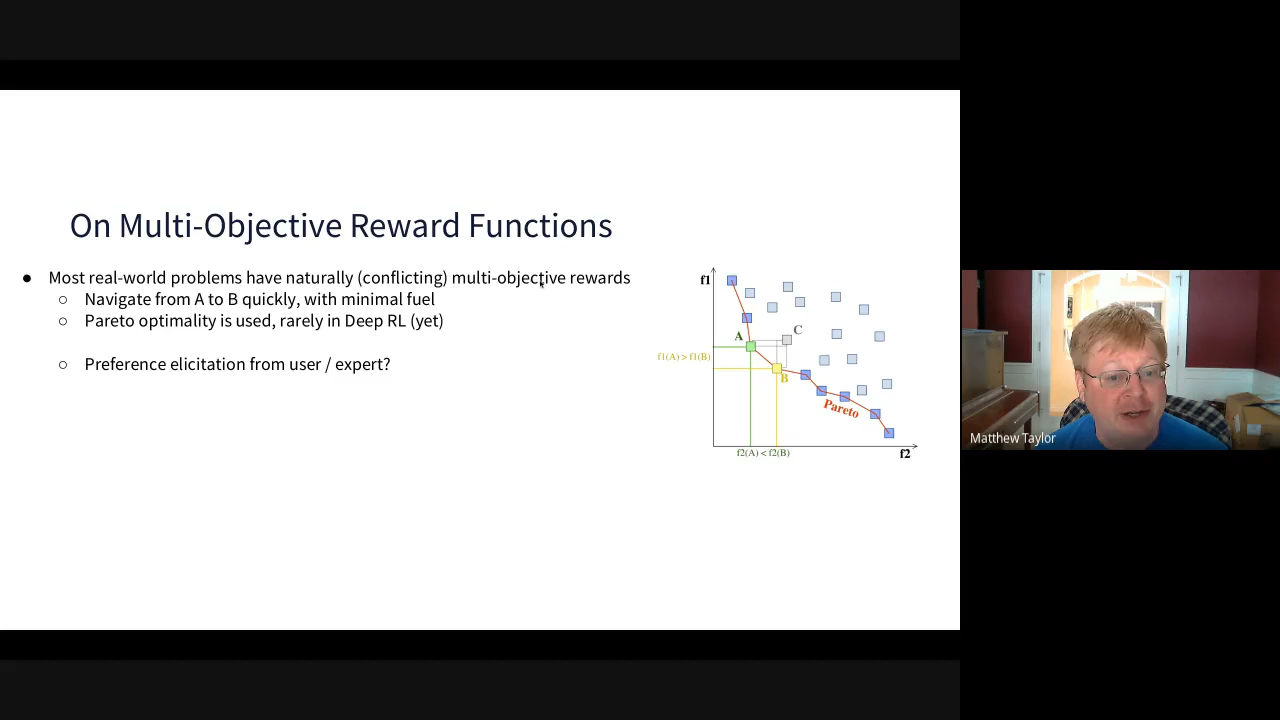 On Multi-Objective Reward Functions
● Most real-world problems have naturally (conflicting) multi-objective rewards
○ Navigate from A to B quickly, with minimal fuel
○ Pareto optimality is used, rarely in Deep RL (yet)
○ Preference elicitation from user / expert?
f1
A
C
f1(A) > f1(B)
B
Pareto
f2(A) < f2(B)
f2
Matthew Taylor